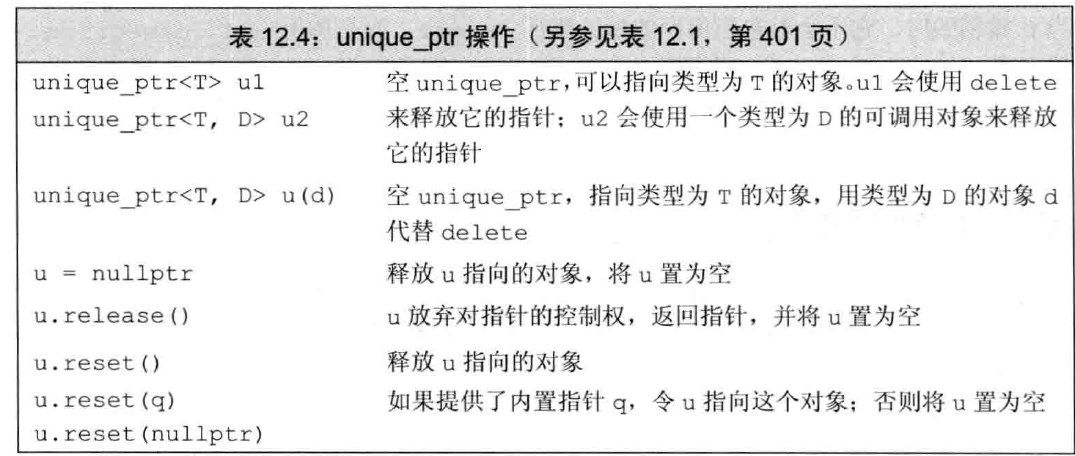 表 12.4：unique_ptr 操作（另参见表 12.1，第 401 页）
unique_ptr<T> u1 空 unique_ptr，可以指向类型为 T 的对象。u1 会使用 delete
unique_ptr<T, D> u2 来释放它的指针；u2 会使用一个类型为 D 的可调用对象来释放
它的指针
unique_ptr<T, D> u(d) 空 unique_ptr，指向类型为 T 的对象，用类型为 D 的对象 d
代替 delete
u = nullptr 释放 u 指向的对象，将 u 置为空
u.release() u 放弃对指针的控制权，返回指针，并将 u 置为空
u.reset() 释放 u 指向的对象
u.reset(q) 如果提供了内置指针 q，令 u 指向这个对象；否则将 u 置为空
u.reset(nullptr)